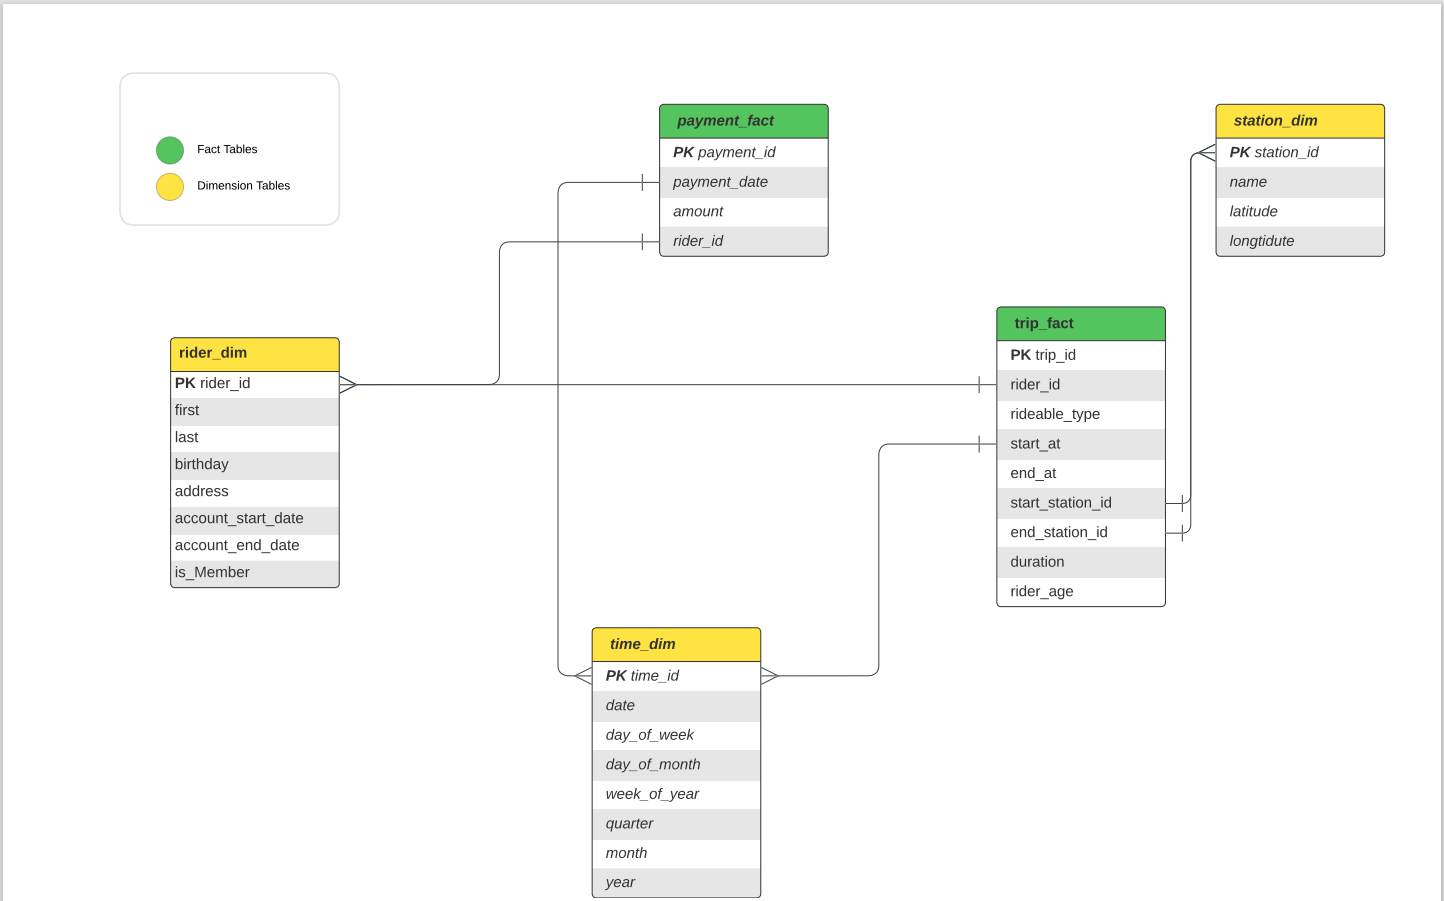 Fact Tables
Dimension Tables
payment_fact
PK payment_id
payment_date
amount
rider_id
station_dim
PK station_id
name
latitude
longtidute
rider_dim
PK rider_id
first
last
birthday
address
account_start_date
account_end_date
is_Member
trip_fact
PK trip_id
rider_id
rideable_type
start_at
end_at
start_station_id
end_station_id
duration
rider_age
time_dim
PK time_id
date
day_of_week
day_of_month
week_of_year
quarter
month
year